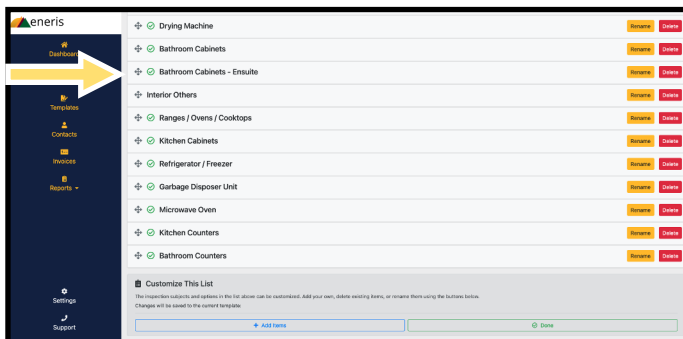 eneris
Dashboard
Templates
Contacts
Invoices
Reports
Settings
Support
Drying Machine Rename Delete
Bathroom Cabinets Rename Delete
Bathroom Cabinets - Ensuite Rename Delete
Interior Others Rename Delete
Ranges / Ovens / Cooktops Rename Delete
Kitchen Cabinets Rename Delete
Refrigerator / Freezer Rename Delete
Garbage Disposer Unit Rename Delete
Microwave Oven Rename Delete
Kitchen Counters Rename Delete
Bathroom Counters Rename Delete
Customize This List
The inspection subjects and options in the list above can be customized. Add your own, delete existing items, or rename them using the buttons below.
Changes will be saved to the current template.
+ Add Items Done